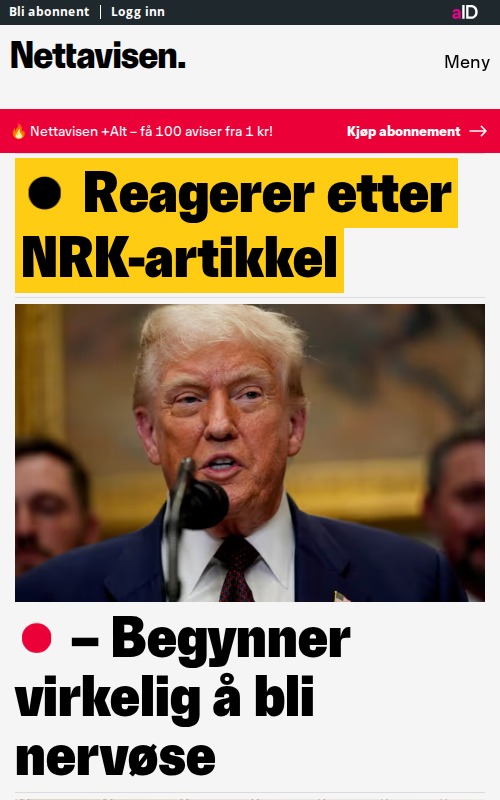 Bli abonnent | Logg inn
aID
Nettavisen.
Meny
🔥 Nettavisen +Alt – få 100 aviser fra 1 kr!
Kjøp abonnement →
● Reagerer etter
NRK-artikkel
● – Begynner
virkelig å bli
nervøse